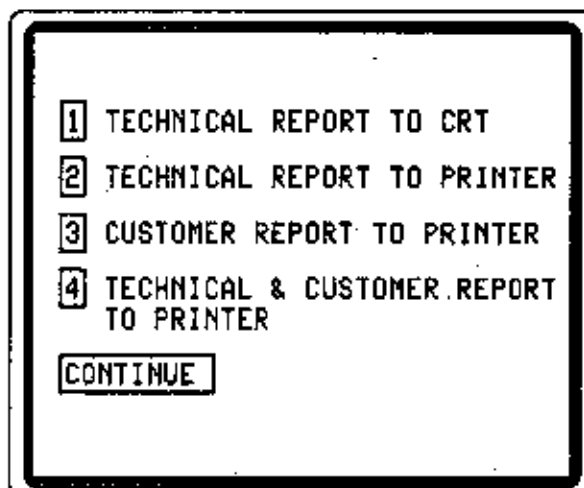 1 TECHNICAL REPORT TO CRT
2 TECHNICAL REPORT TO PRINTER
3 CUSTOMER REPORT TO PRINTER
4 TECHNICAL & CUSTOMER REPORT
TO PRINTER
CONTINUE